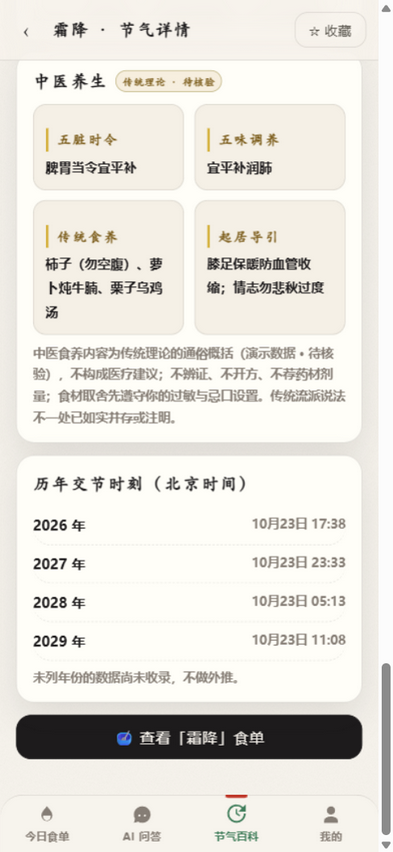 ‹ 霜降 · 节气详情 ☆ 收藏
中医养生 传统理论 · 待核验
五脏时令
脾胃当令宜平补
五味调养
宜平补润肺
传统食养
柿子（勿空腹）、萝
卜炖牛腩、栗子乌鸡
汤
起居导引
膝足保暖防血管收
缩；情志勿悲秋过度
中医食养内容为传统理论的通俗概括（演示数据 · 待核
验），不构成医疗建议；不辨证、不开方、不荐药材剂
量；食材取舍先遵守你的过敏与忌口设置。传统流派说法
不一处已如实并存或注明。
历年交节时刻（北京时间）
2026 年 10月23日 17:38
2027 年 10月23日 23:33
2028 年 10月23日 05:13
2029 年 10月23日 11:08
未列年份的数据尚未收录，不做外推。
查看「霜降」食单
今日食单 AI 问答 节气百科 我的